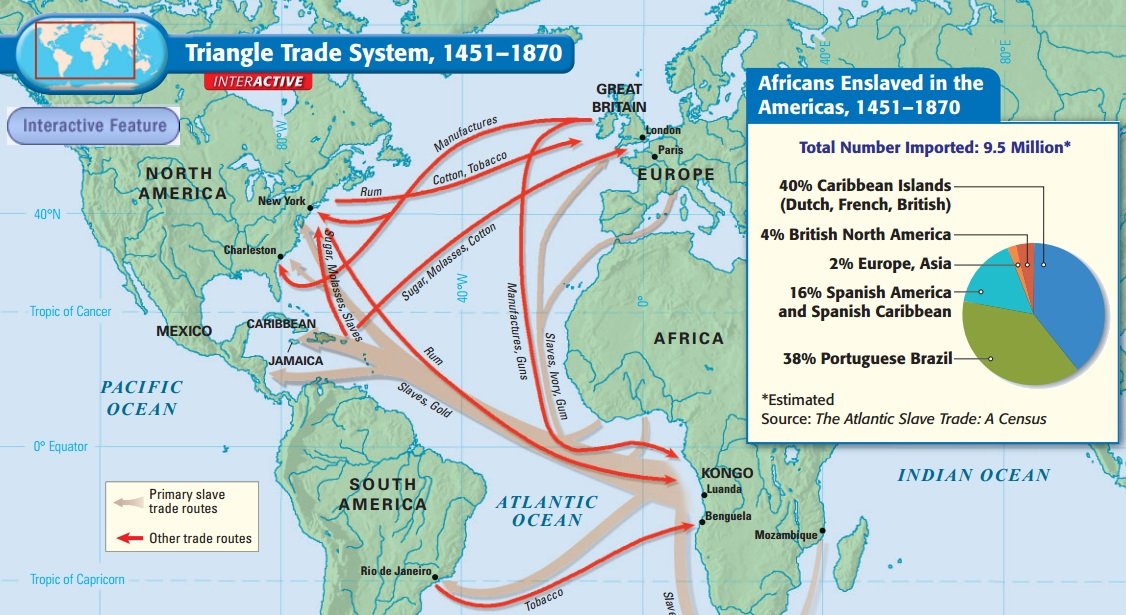 Triangle Trade System, 1451–1870
INTERACTIVE
Interactive Feature
Africans Enslaved in the
Americas, 1451–1870
Total Number Imported: 9.5 Million*
40% Caribbean Islands
(Dutch, French, British)
4% British North America
2% Europe, Asia
16% Spanish America
and Spanish Caribbean
38% Portuguese Brazil
*Estimated
Source: The Atlantic Slave Trade: A Census
80°W
40°E
80°E
GREAT
BRITAIN
London
Paris
EUROPE
Manufactures
Cotton, Tobacco
Rum
NORTH
AMERICA
New York
40°N
Charleston
Sugar, Molasses, Slaves
Sugar, Molasses, Cotton
40°W
0°
Tropic of Cancer
MEXICO
CARIBBEAN
JAMAICA
Manufactures, Guns
Slaves, Ivory, Gum
AFRICA
Rum
Slaves, Gold
PACIFIC
OCEAN
0° Equator
SOUTH
AMERICA
ATLANTIC
OCEAN
KONGO
Luanda
Benguela
Mozambique
INDIAN OCEAN
Primary slave
trade routes
Other trade routes
Rio de Janeiro
Tropic of Capricorn
Tobacco